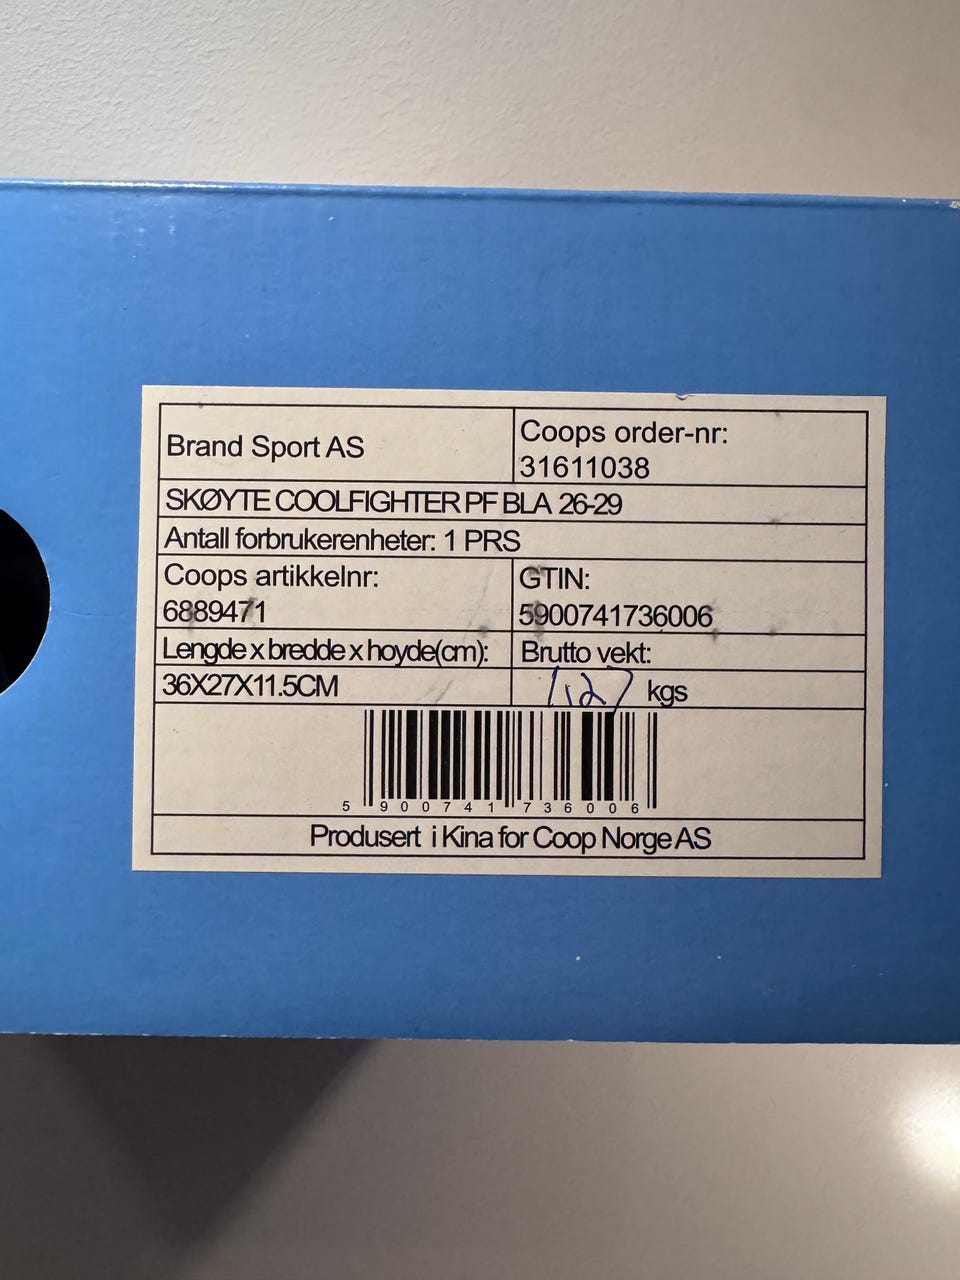 Brand Sport AS
Coops order-nr:
31611038
SKØYTE COOLFIGHTER PF BLA 26-29
Antall forbrukerenheter: 1 PRS
Coops artikkelnr:
6889471
GTIN:
5900741736006
Lengde x bredde x hoyde(cm):
36X27X11.5CM
Brutto vekt:
kgs
5 900741 736006
Produsert i Kina for Coop Norge AS